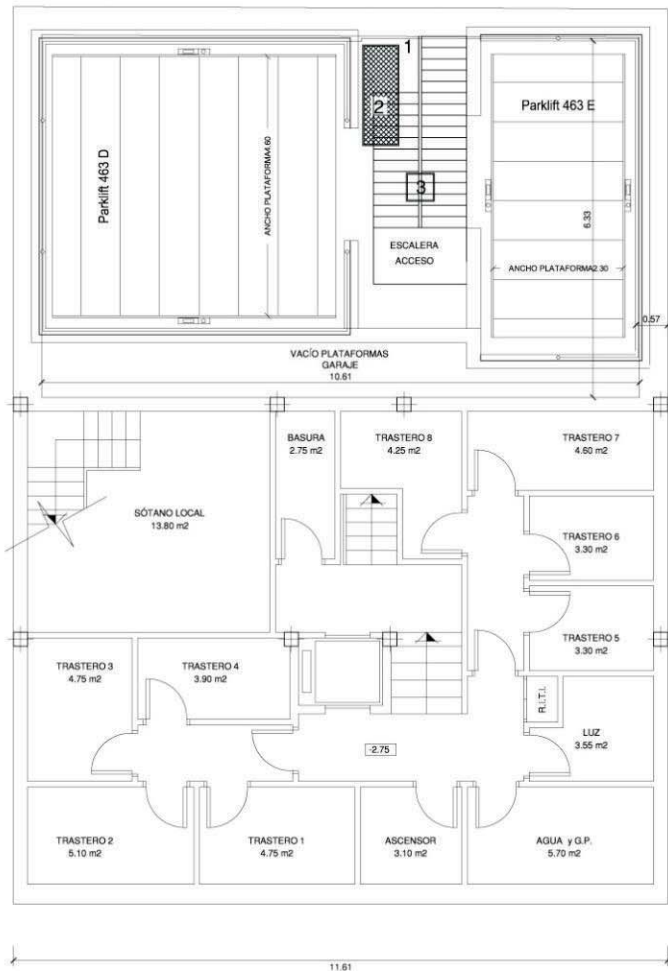 1
2
3
Parklift 463 D
ANCHO PLATAFORMA4.60
Parklift 463 E
6.33
ESCALERA
ACCESO
ANCHO PLATAFORMA2.30
0.57
VACÍO PLATAFORMAS
GARAJE
10.61
BASURA
2.75 m2
TRASTERO 8
4.25 m2
TRASTERO 7
4.60 m2
SÓTANO LOCAL
13.80 m2
TRASTERO 6
3.30 m2
TRASTERO 5
3.30 m2
TRASTERO 3
4.75 m2
TRASTERO 4
3.90 m2
R.I.T.I.
LUZ
3.55 m2
-2.75
TRASTERO 2
5.10 m2
TRASTERO 1
4.75 m2
ASCENSOR
3.10 m2
AGUA y G.P.
5.70 m2
11.61